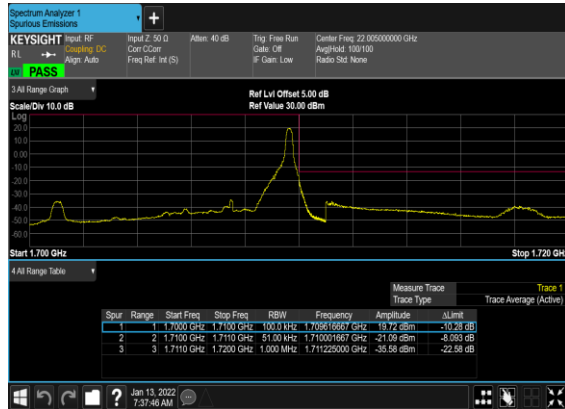 Spectrum Analyzer 1
Spurious Emissions
KEYSIGHT Input: RF Input Z: 50 Ω Atten: 40 dB Trig: Free Run Center Freq: 22.005000000 GHz
RL Coupling: DC Corr CCorr Gate: Off Avg|Hold: 100/100
Align: Auto Freq Ref: Int (S) IF Gain: Low Radio Std: None
PASS
3 All Range Graph
Ref Lvl Offset 5.00 dB
Scale/Div 10.0 dB Ref Value 30.00 dBm
Log
20.0
10.0
0.00
-10.0
-20.0
-30.0
-40.0
-50.0
-60.0
Start 1.700 GHz Stop 1.720 GH
4 All Range Table
Measure Trace Trace 1
Trace Type Trace Average (Active)
Spur Range Start Freq Stop Freq RBW Frequency Amplitude ΔLimit
1 1 1.7000 GHz 1.7100 GHz 100.0 kHz 1.709616667 GHz 19.72 dBm -10.28 dB
2 2 1.7100 GHz 1.7110 GHz 51.00 kHz 1.710001667 GHz -21.09 dBm -8.093 dB
3 3 1.7110 GHz 1.7200 GHz 1.000 MHz 1.711225000 GHz -35.58 dBm -22.58 dB
? Jan 13, 2022
7:37:46 AM